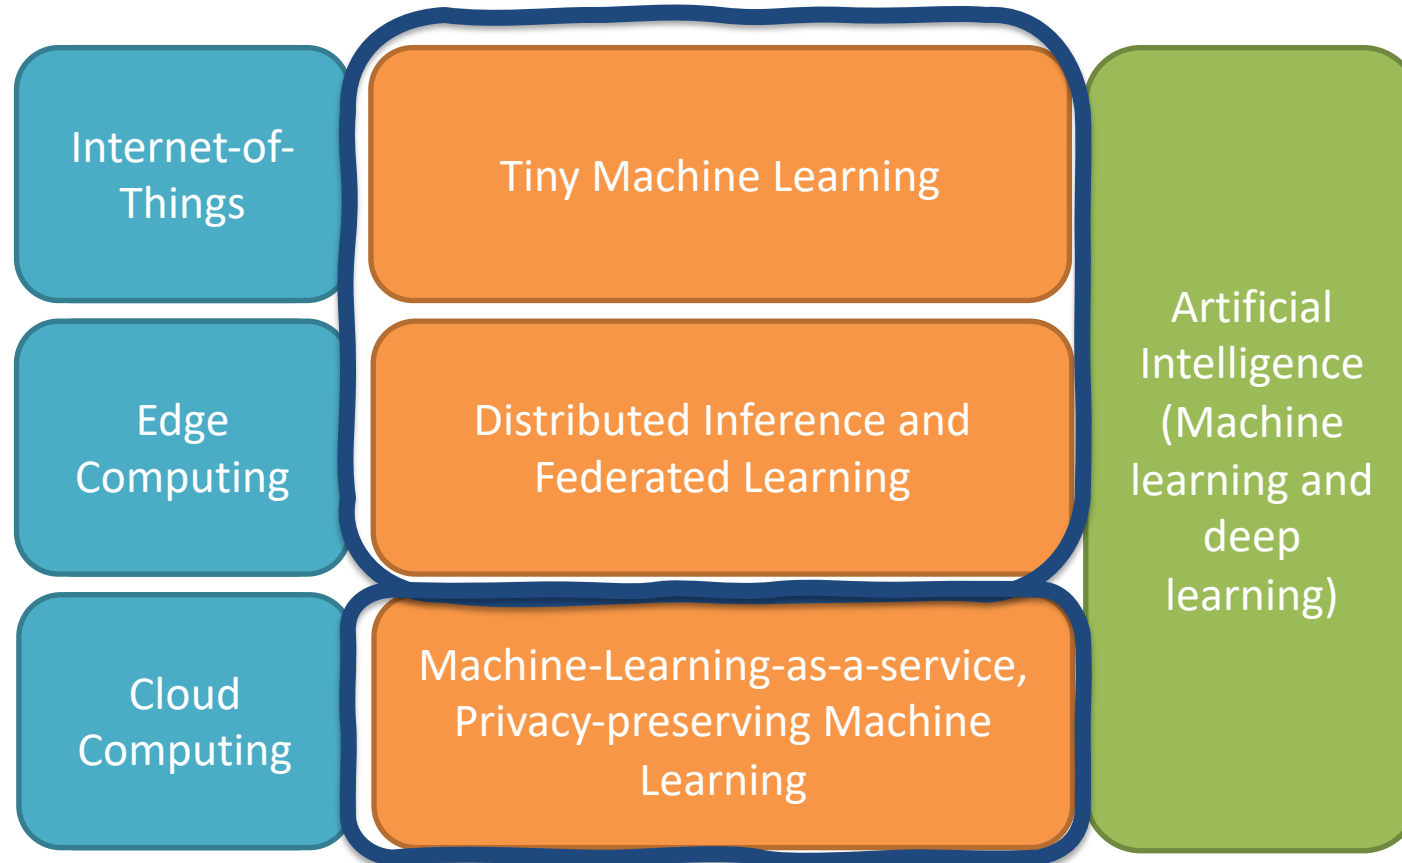 Internet-of-
Things
Tiny Machine Learning
Edge
Computing
Distributed Inference and
Federated Learning
Cloud
Computing
Machine-Learning-as-a-service,
Privacy-preserving Machine
Learning
Artificial
Intelligence
(Machine
learning and
deep
learning)